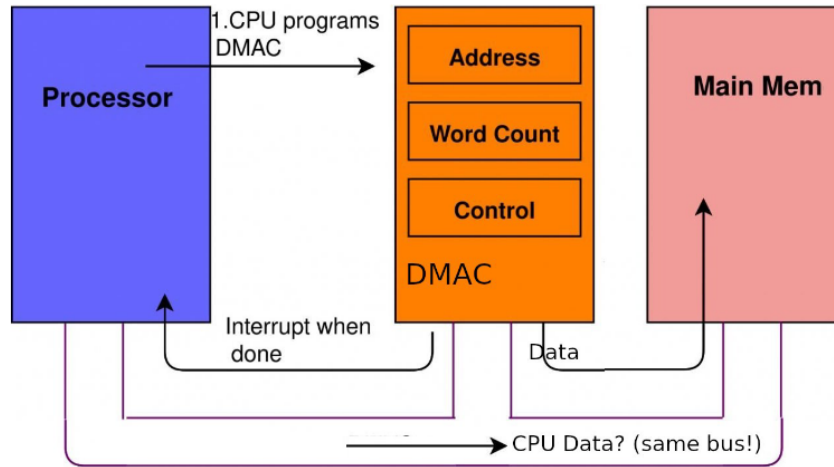 1.CPU programs
DMAC
Processor
Address
Word Count
Control
DMAC
Main Mem
Interrupt when
done
Data
CPU Data? (same bus!)